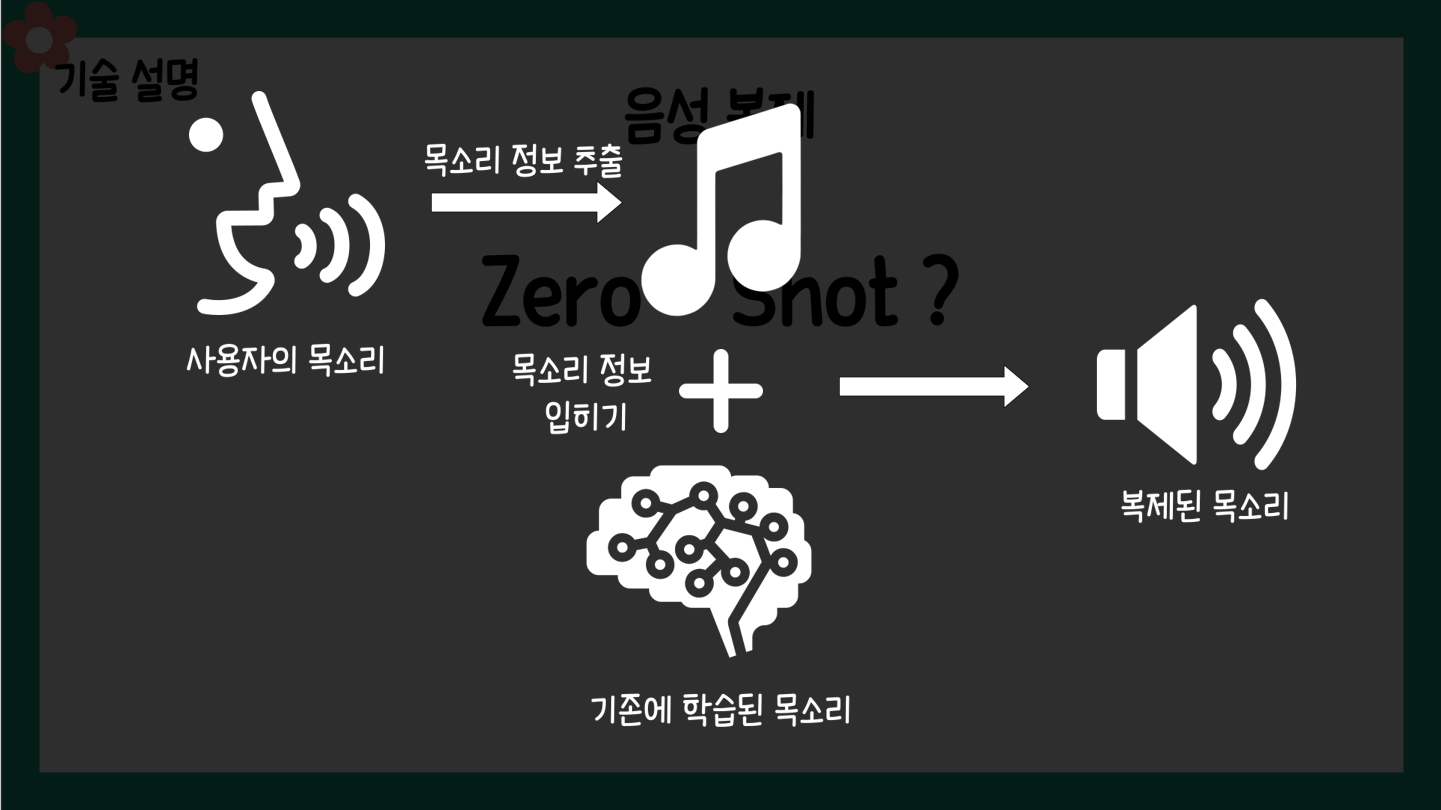 기술 설명
음성 복제
목소리 정보 추출
Zero Shot ?
사용자의 목소리
목소리 정보
입히기
복제된 목소리
기존에 학습된 목소리